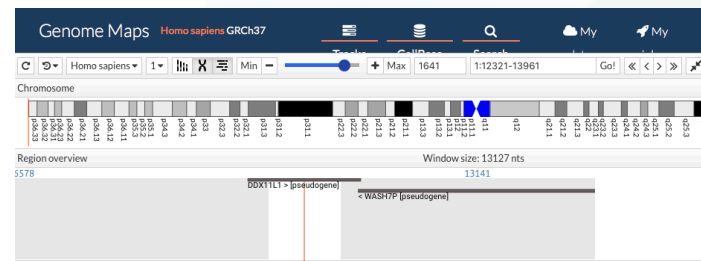 Genome Maps Homo sapiens GRCh37 My My
Tracks CellBase Search
Homo sapiens 1 Min Max 1641 1:12321-13961 Go!
Chromosome
p36.33 p36.23 p36.22 p36.21 p36.13 p36.12 p36.11 p35.3 p35.2 p35.1 p34.3 p34.2 p34.1 p33 p32.3 p32.2 p32.1 p31.3 p31.2 p31.1 p22.3 p22.2 p22.1 p21.3 p21.2 p21.1 p13.3 p13.2 p13.1 p12 p11.2 p11.1 q11 q12 q21.1 q21.2 q21.3 q22 q23.1 q23.2 q23.3 q24.1 q24.2 q24.3 q25.1 q25.2 q25.3
Region overview Window size: 13127 nts
6578 13141
DDX11L1 > [pseudogene]
< WASH7P [pseudogene]